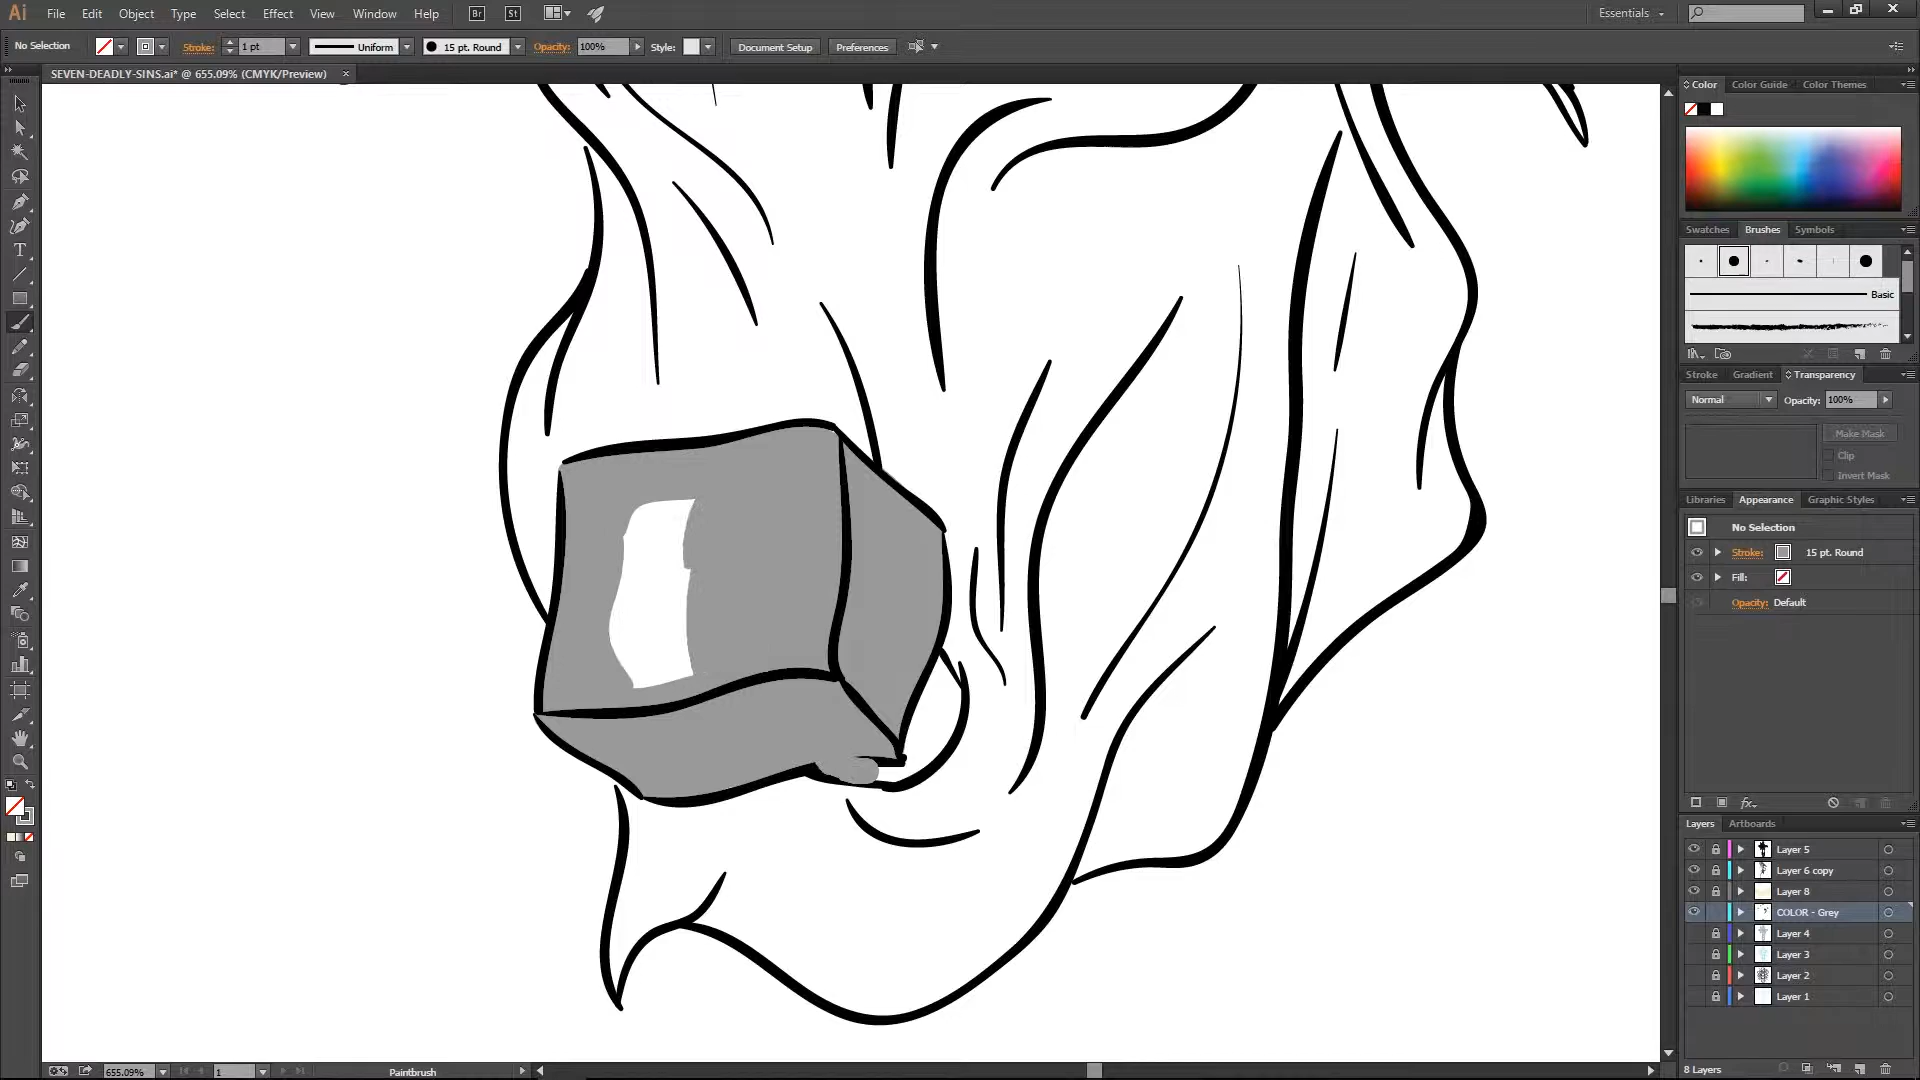 Ai File Edit Object Type Select Effect View Window Help Br St Essentials
No Selection Stroke: 1 pt Uniform 15 pt. Round Opacity: 100% Style: Document Setup Preferences
SEVEN-DEADLY-SINS.ai* @ 655.09% (CMYK/Preview)
Color Color Guide Color Themes
Swatches Brushes Symbols
Basic
Stroke Gradient Transparency
Normal Opacity: 100%
Make Mask
Clip
Invert Mask
Libraries Appearance Graphic Styles
No Selection
Stroke: 15 pt. Round
Fill:
Opacity: Default
fx
Layers Artboards
Layer 5
Layer 6 copy
Layer 8
COLOR - Grey
Layer 4
Layer 3
Layer 2
Layer 1
655.09% 1 Paintbrush 8 Layers